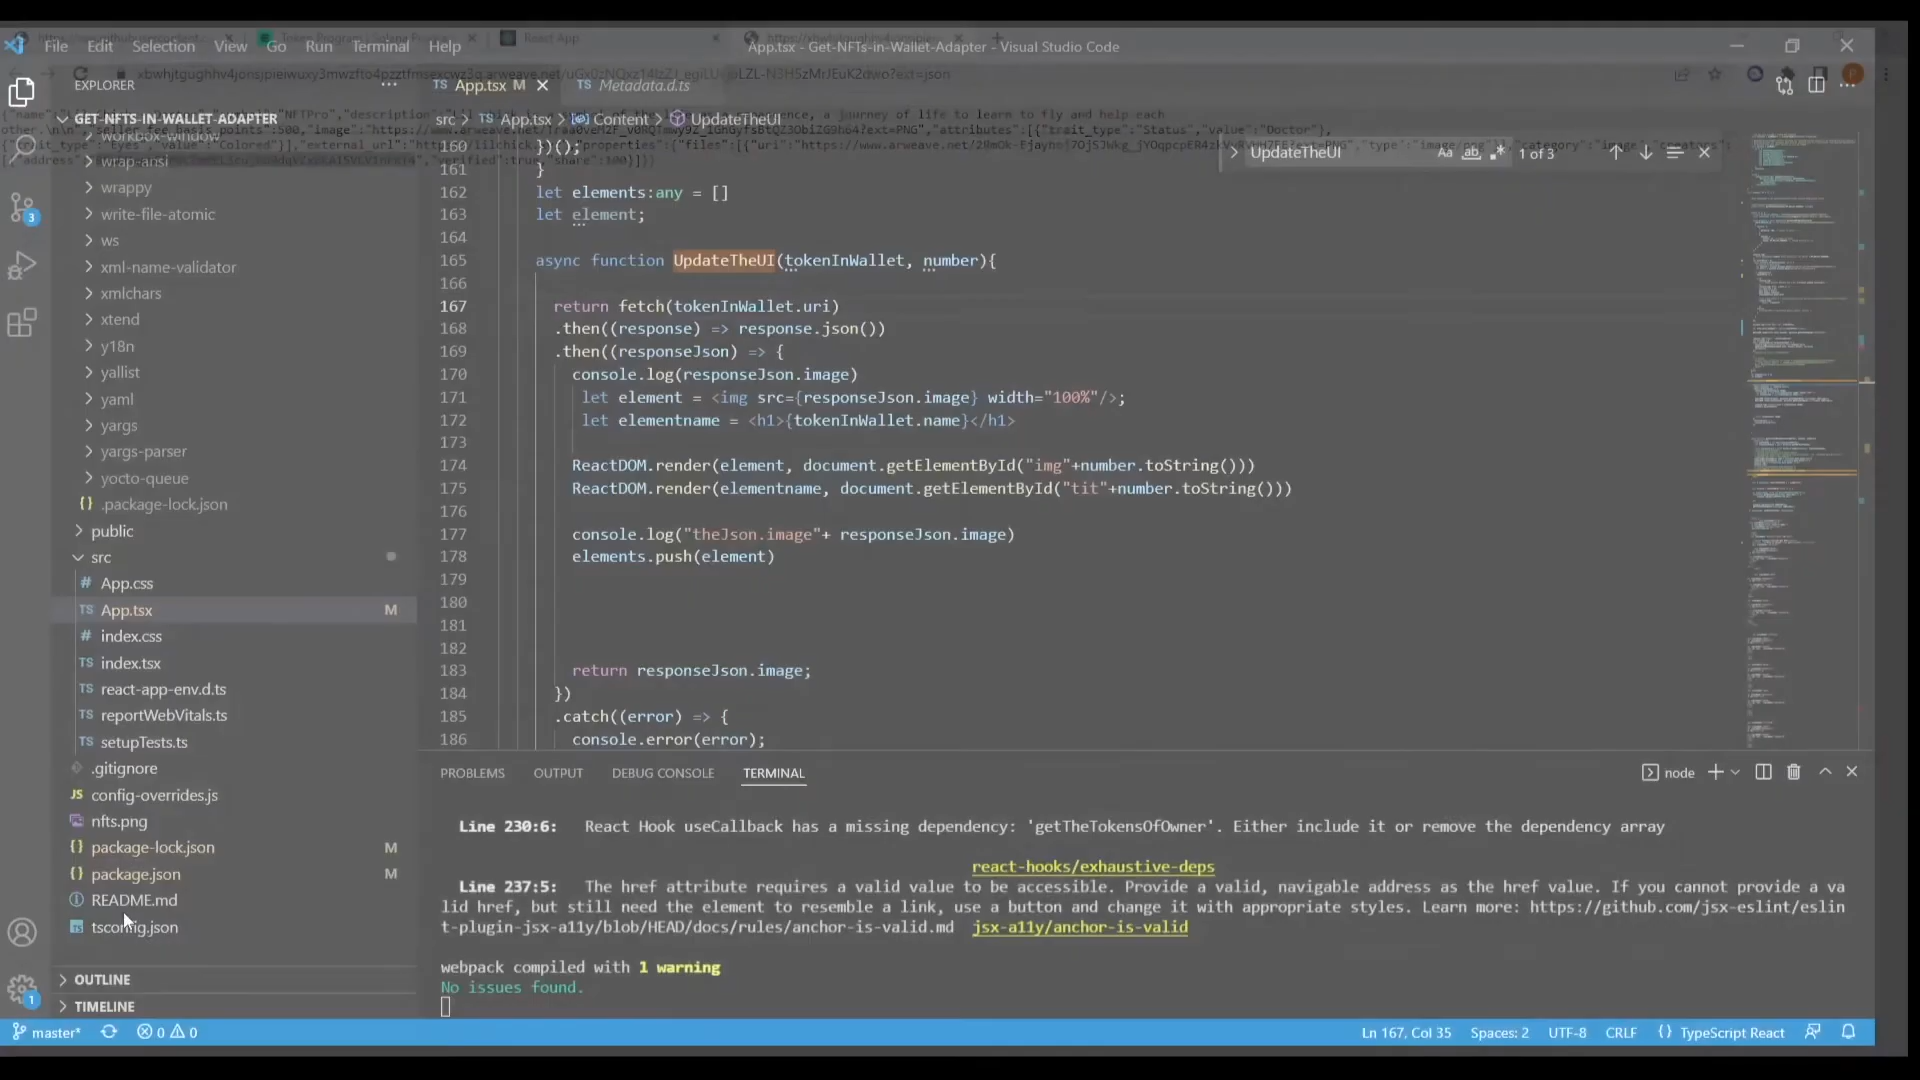 File Edit Selection View Go Run Terminal Help
App.tsx - Get-NFTs-in-Wallet-Adapter - Visual Studio Code
EXPLORER
TS App.tsx M
TS Metadata.d.ts
GET-NFTS-IN-WALLET-ADAPTER
src > TS App.tsx > Content > UpdateTheUI
UpdateTheUI Aa ab 1 of 3
workbox-window
wrap-ansi
wrappy
write-file-atomic
ws
xml-name-validator
xmlchars
xtend
y18n
yallist
yaml
yargs
yargs-parser
yocto-queue
{} .package-lock.json
public
src
# App.css
TS App.tsx M
# index.css
TS index.tsx
TS react-app-env.d.ts
TS reportWebVitals.ts
TS setupTests.ts
.gitignore
JS config-overrides.js
nfts.png
{} package-lock.json M
{} package.json M
README.md
tsconfig.json
OUTLINE
TIMELINE
160 })();
161 }
162 let elements:any = []
163 let element;
164
165 async function UpdateTheUI(tokenInWallet, number){
166
167 return fetch(tokenInWallet.uri)
168 .then((response) => response.json())
169 .then((responseJson) => {
170 console.log(responseJson.image)
171 let element = <img src={responseJson.image} width="100%"/>;
172 let elementname = <h1>{tokenInWallet.name}</h1>
173
174 ReactDOM.render(element, document.getElementById("img"+number.toString()))
175 ReactDOM.render(elementname, document.getElementById("tit"+number.toString()))
176
177 console.log("theJson.image"+ responseJson.image)
178 elements.push(element)
179
180
181
182
183 return responseJson.image;
184 })
185 .catch((error) => {
186 console.error(error);
PROBLEMS OUTPUT DEBUG CONSOLE TERMINAL
node
Line 230:6: React Hook useCallback has a missing dependency: 'getTheTokensOfOwner'. Either include it or remove the dependency array
react-hooks/exhaustive-deps
Line 237:5: The href attribute requires a valid value to be accessible. Provide a valid, navigable address as the href value. If you cannot provide a va
lid href, but still need the element to resemble a link, use a button and change it with appropriate styles. Learn more: https://github.com/jsx-eslint/eslin
t-plugin-jsx-a11y/blob/HEAD/docs/rules/anchor-is-valid.md jsx-a11y/anchor-is-valid
webpack compiled with 1 warning
No issues found.
3
1
master* 0 0
Ln 167, Col 35 Spaces: 2 UTF-8 CRLF {} TypeScript React